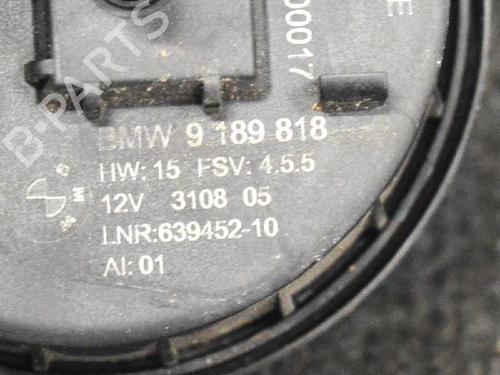 B-PARTS
E
00017
BMW 9 189 818
HW: 15 FSV: 4.5.5
12V 3108 05
LNR:639452-10
AI: 01